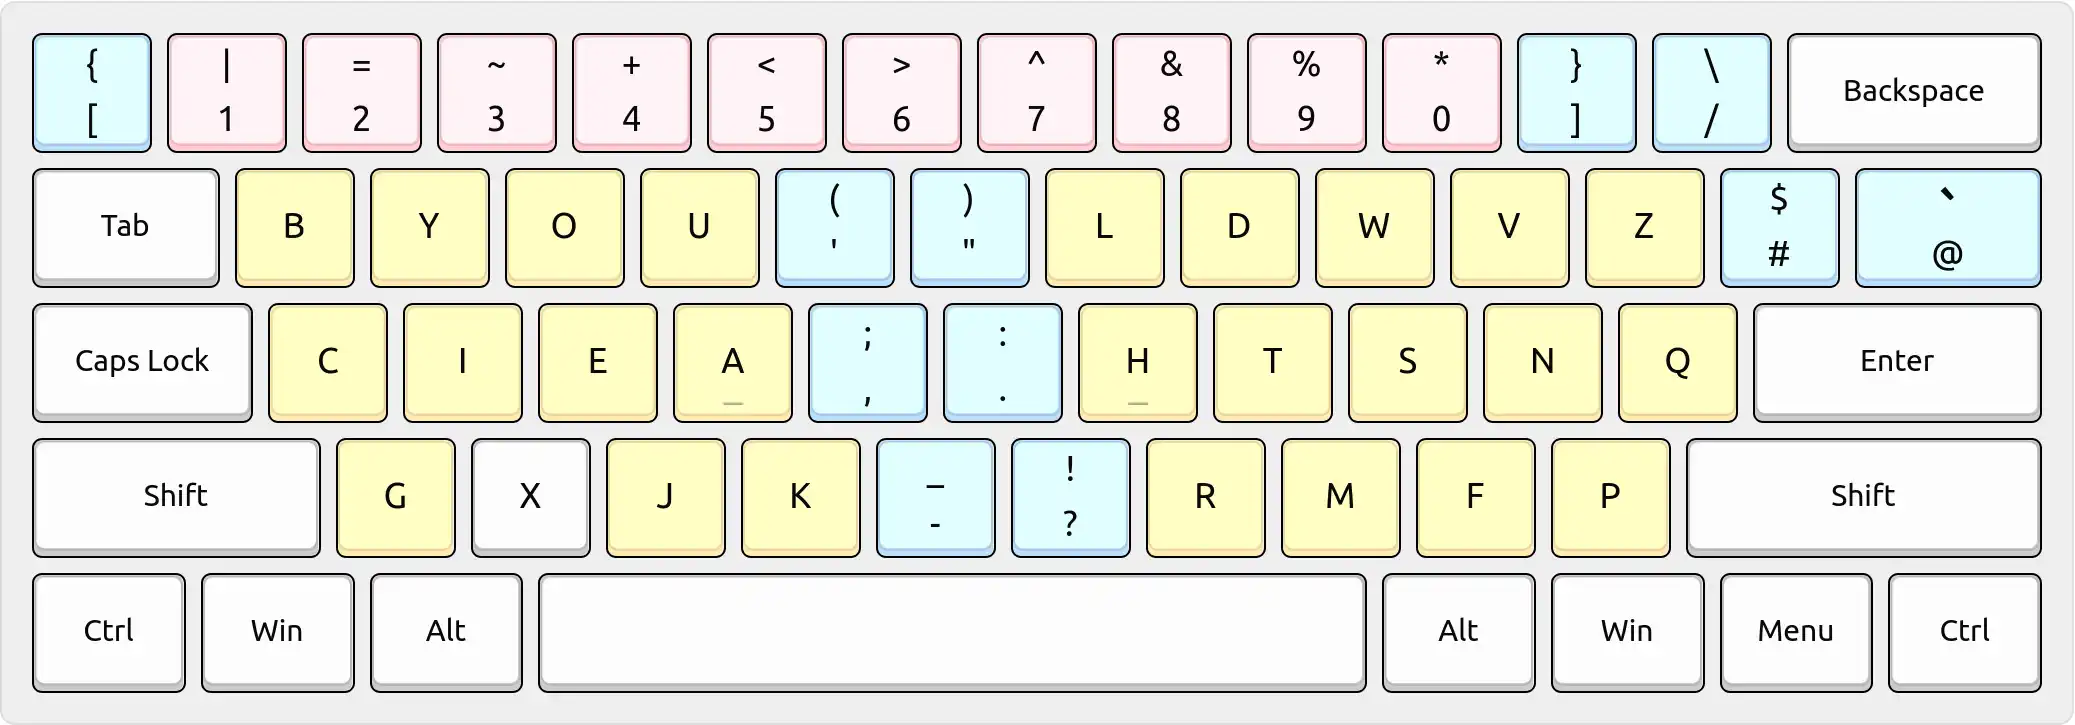 { | = ~ + < > ^ & % * } \ Backspace
[ 1 2 3 4 5 6 7 8 9 0 ] /
Tab B Y O U ( ) L D W V Z $ `
' " # @
Caps Lock C I E A ; : H T S N Q Enter
_ , . _
Shift G X J K _ ! R M F P Shift
- ?
Ctrl Win Alt Alt Win Menu Ctrl